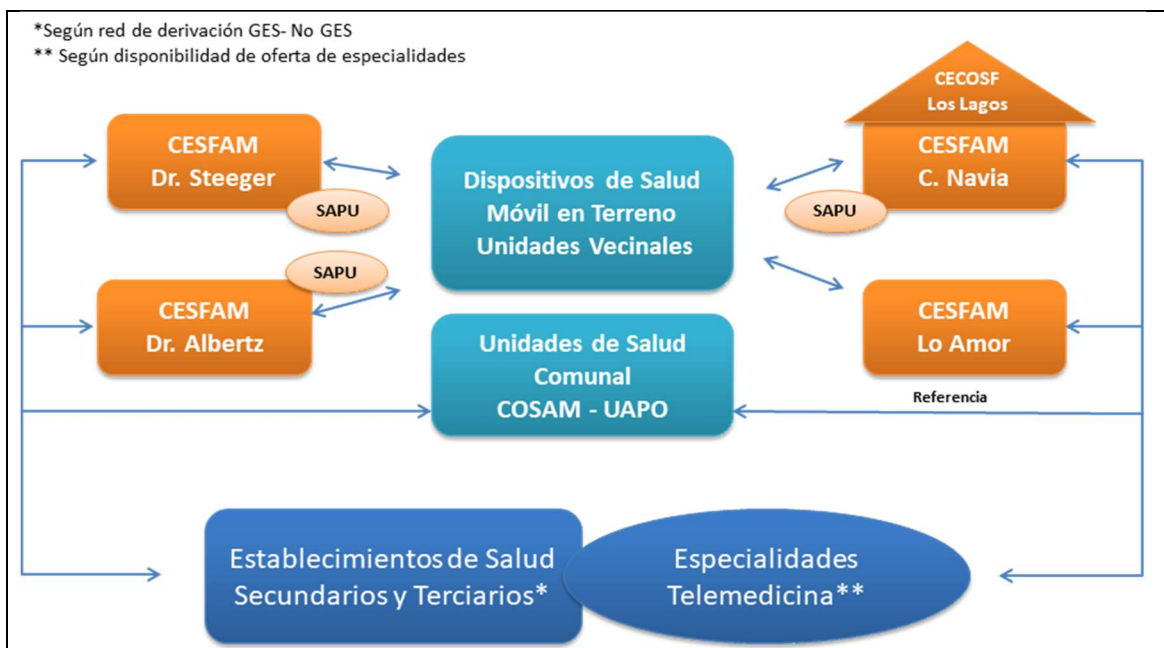 *Según red de derivación GES- No GES
** Según disponibilidad de oferta de especialidades
CECOSF
Los Lagos
CESFAM
Dr. Steeger
SAPU
Dispositivos de Salud
Móvil en Terreno
Unidades Vecinales
CESFAM
C. Navia
SAPU
SAPU
CESFAM
Dr. Albertz
CESFAM
Lo Amor
Unidades de Salud
Comunal
COSAM - UAPO
Referencia
Establecimientos de Salud
Secundarios y Terciarios*
Especialidades
Telemedicina**